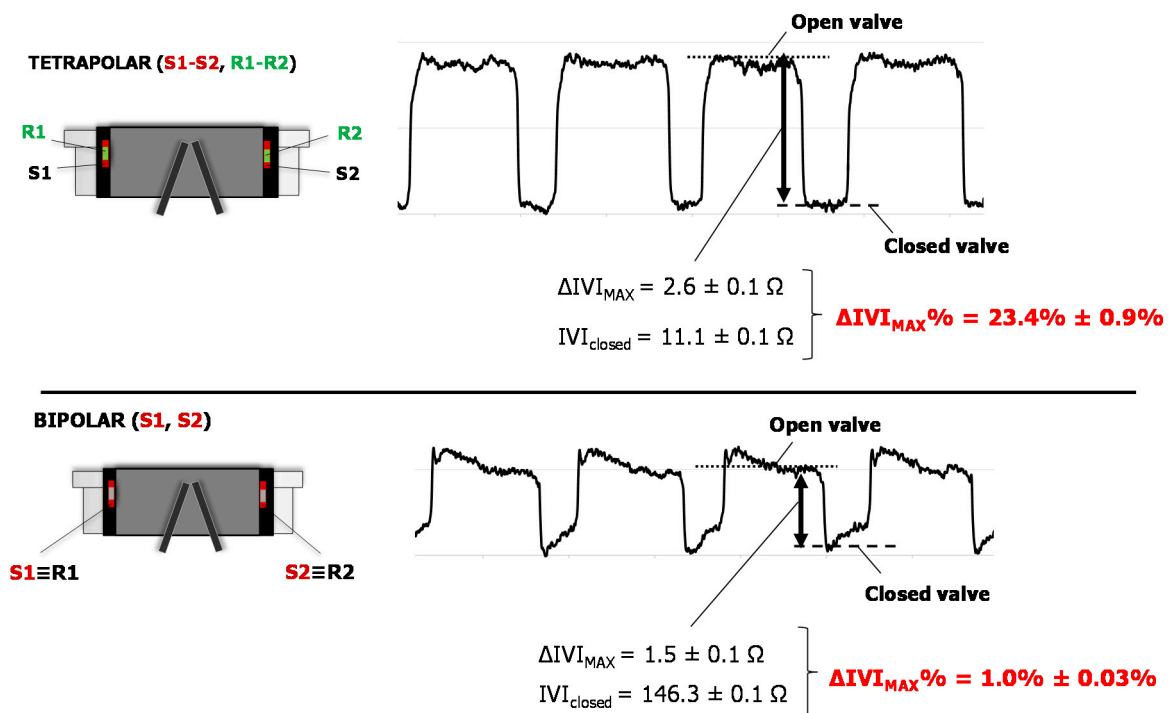 Open valve
TETRAPOLAR (S1-S2, R1-R2)
R1
R2
S1
S2
Closed valve
ΔIVI_MAX = 2.6 ± 0.1 Ω
IVI_closed = 11.1 ± 0.1 Ω
ΔIVI_MAX% = 23.4% ± 0.9%
BIPOLAR (S1, S2)
Open valve
S1≡R1
S2≡R2
Closed valve
ΔIVI_MAX = 1.5 ± 0.1 Ω
IVI_closed = 146.3 ± 0.1 Ω
ΔIVI_MAX% = 1.0% ± 0.03%